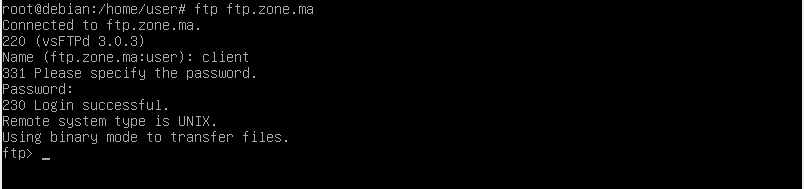 root@debian:/home/user# ftp ftp.zone.ma
Connected to ftp.zone.ma.
220 (vsFTPd 3.0.3)
Name (ftp.zone.ma:user): client
331 Please specify the password.
Password:
230 Login successful.
Remote system type is UNIX.
Using binary mode to transfer files.
ftp> _